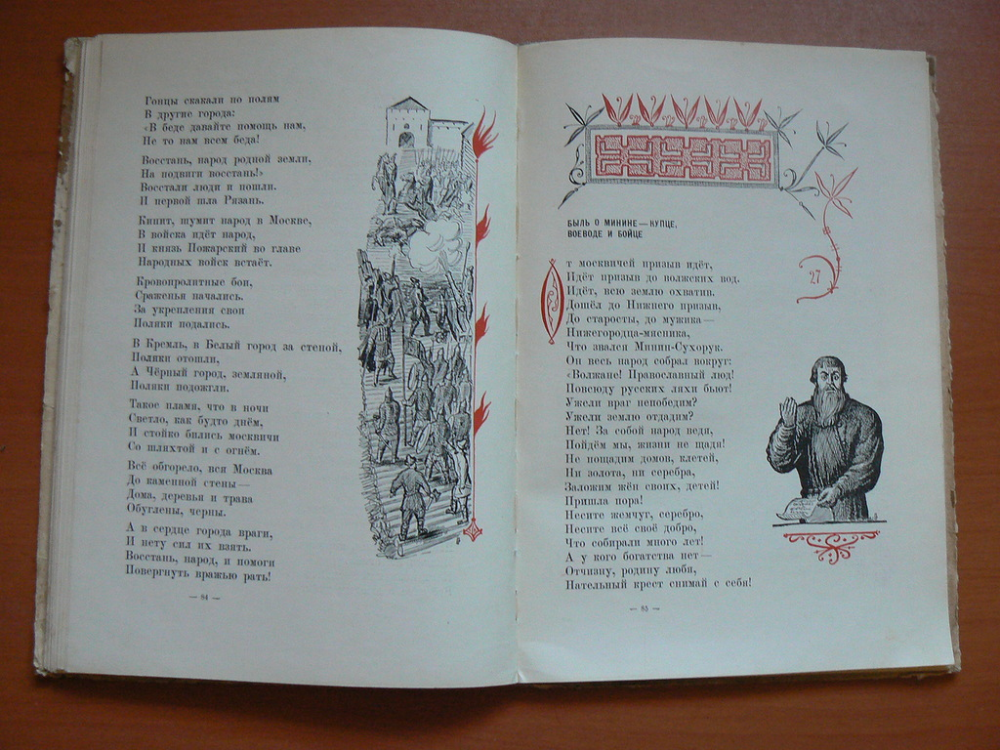 Гонцы скакали по полям
В другие города:
«В беде давайте помощь нам,
Не то нам всем беда!
Восстань, народ родной земли,
На подвиги восстань!»
Восстали люди и пошли.
И первой шла Рязань.
Кипит, шумит народ в Москве,
В войска идёт народ,
И князь Пожарский во главе
Народных войск встаёт.
Кровопролитные бои,
Сраженья начались.
За укрепления свои
Поляки подались.
В Кремль, в Белый город за стеной,
Поляки отошли,
А Чёрный город, земляной,
Поляки подожгли.
Такое пламя, что в ночи
Светло, как будто днём,
И стойко бились москвичи
Со шляхтой и с огнём.
Всё обгорело, вся Москва
До каменной стены—
Дома, деревья и трава
Обуглены, черны.
А в сердце города враги,
И нету сил их взять.
Восстань, народ, и помоги
Повергнуть вражью рать!
— 84 —
БЫЛЬ О МИНИНЕ—КУПЦЕ,
ВОЕВОДЕ И БОЙЦЕ
27
От москвичей призыв идёт,
Идёт призыв до волжских вод.
Идёт, всю землю охватив.
Дошёл до Нижнего призыв,
До старосты, до мужика—
Нижегородца-мясника,
Что звался Минин-Сухорук.
Он весь народ собрал вокруг:
«Волжане! Православный люд!
Повсюду русских ляхи бьют!
Ужели враг непобедим?
Ужели землю отдадим?
Нет! За собой народ ведя,
Пойдём мы, жизни не щадя!
Не пощадим домов, клетей,
Ни золота, ни серебра,
Заложим жён своих, детей!
Пришла пора!
Несите жемчуг, серебро,
Несите всё своё добро,
Что собирали много лет!
А у кого богатства нет—
Отчизну, родину любя,
Нательный крест снимай с себя!
— 85 —